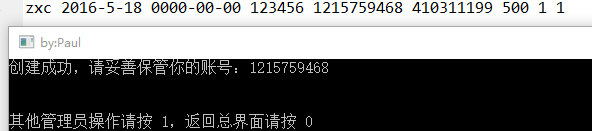 zxc 2016-5-18 0000-00-00 123456 1215759468 410311199 500 1 1
by:Paul
创建成功，请妥善保管你的账号：1215759468
其他管理员操作请按 1，返回总界面请按 0